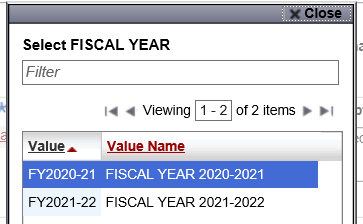 Close
Select FISCAL YEAR
Filter
Viewing 1 - 2 of 2 items
Value Value Name
FY2020-21 FISCAL YEAR 2020-2021
FY2021-22 FISCAL YEAR 2021-2022